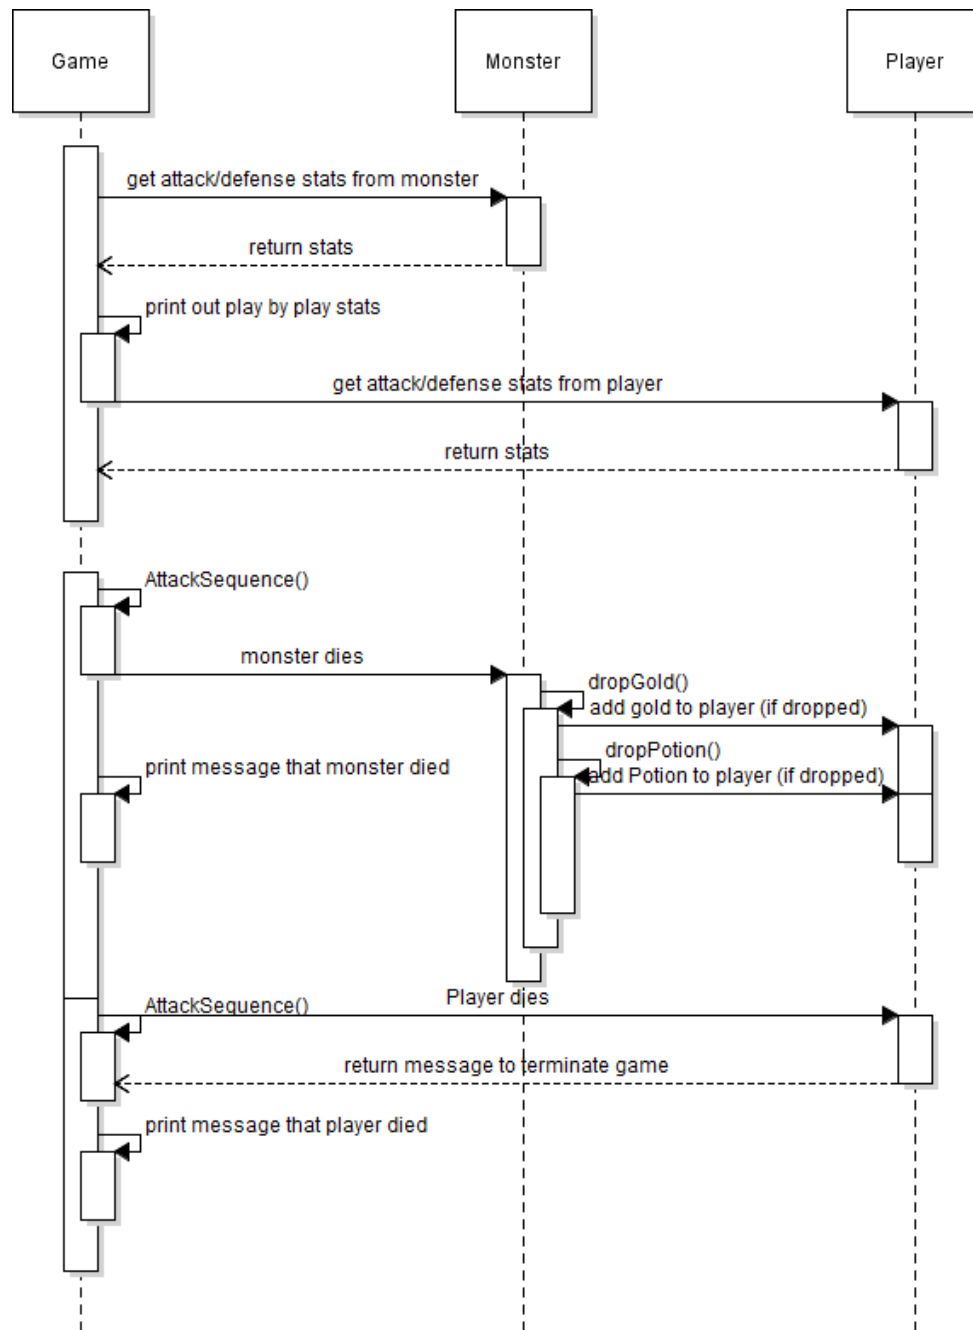 Game
Monster
Player
get attack/defense stats from monster
return stats
print out play by play stats
get attack/defense stats from player
return stats
AttackSequence()
monster dies
dropGold()
add gold to player (if dropped)
dropPotion()
print message that monster died
add Potion to player (if dropped)
Player dies
AttackSequence()
return message to terminate game
print message that player died